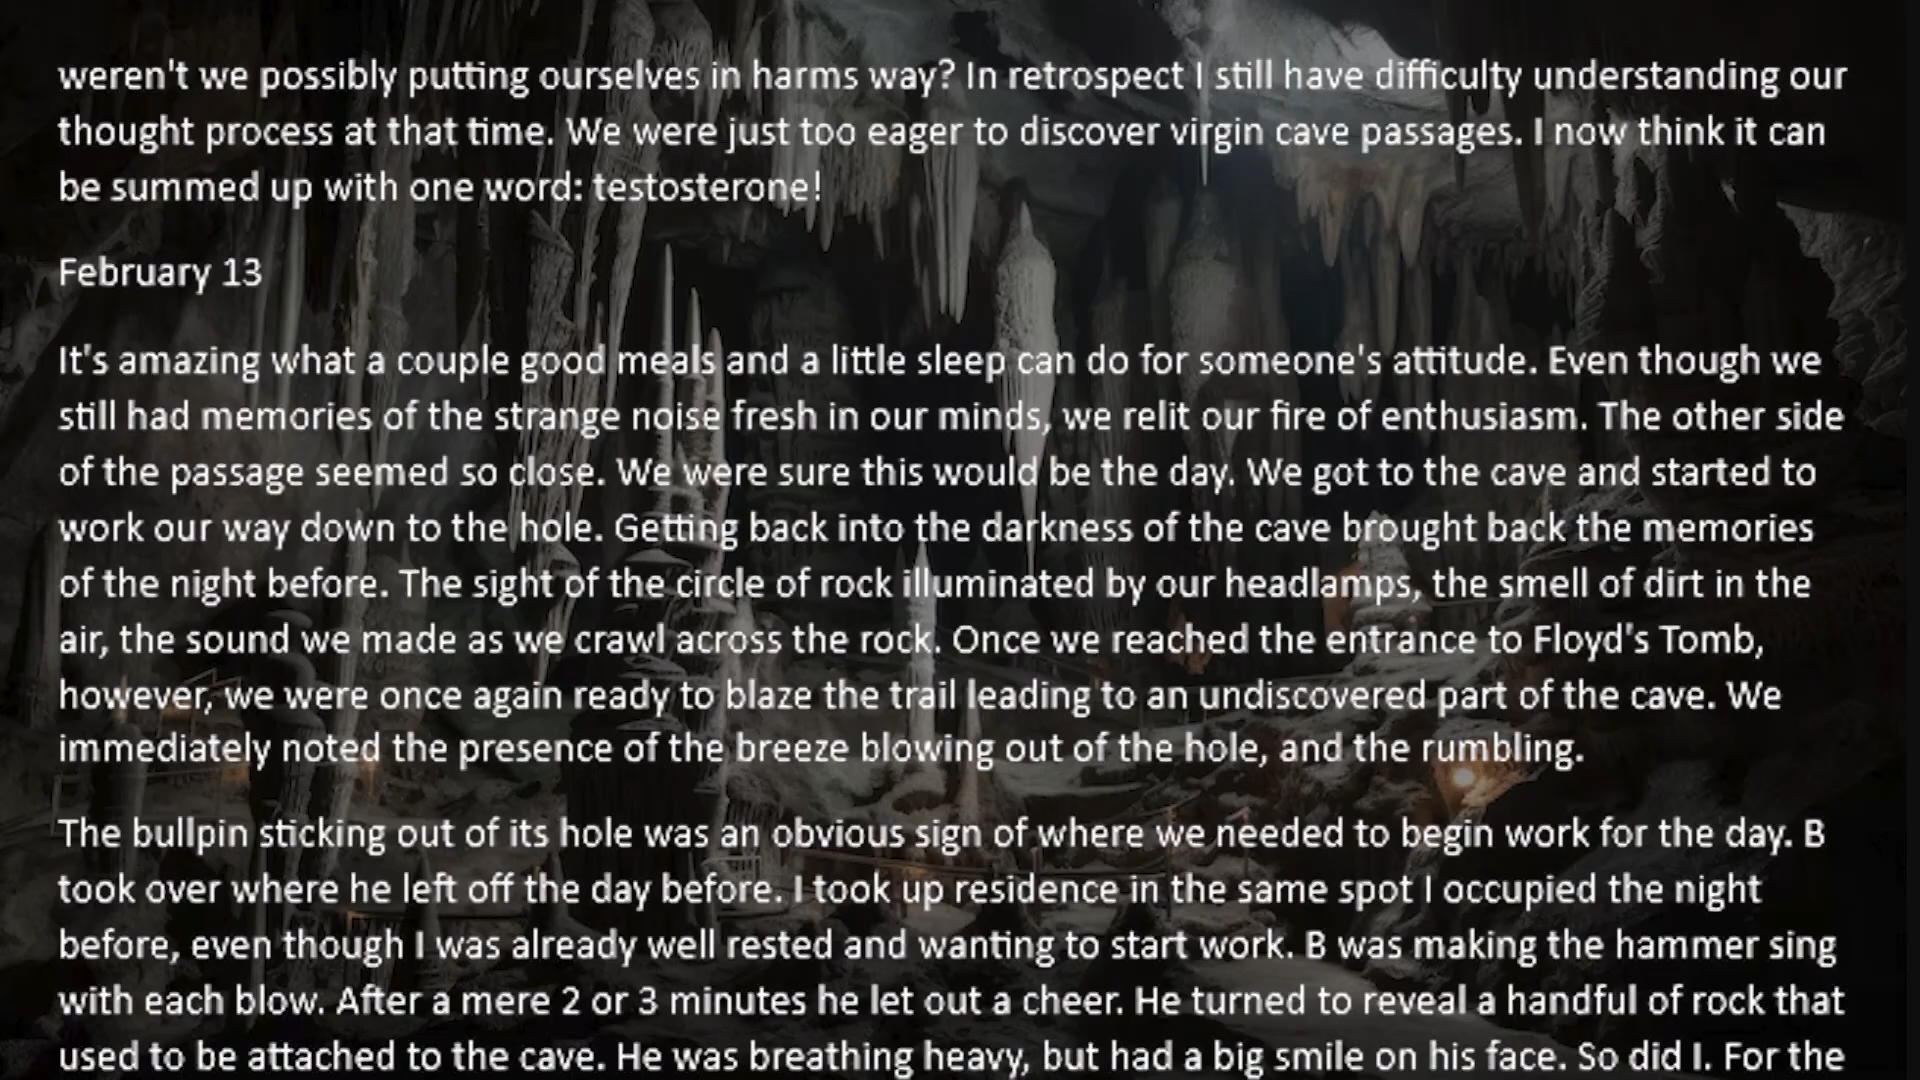 weren't we possibly putting ourselves in harms way? In retrospect I still have difficulty understanding our
thought process at that time. We were just too eager to discover virgin cave passages. I now think it can
be summed up with one word: testosterone!
February 13
It's amazing what a couple good meals and a little sleep can do for someone's attitude. Even though we
still had memories of the strange noise fresh in our minds, we relit our fire of enthusiasm. The other side
of the passage seemed so close. We were sure this would be the day. We got to the cave and started to
work our way down to the hole. Getting back into the darkness of the cave brought back the memories
of the night before. The sight of the circle of rock illuminated by our headlamps, the smell of dirt in the
air, the sound we made as we crawl across the rock. Once we reached the entrance to Floyd's Tomb,
however, we were once again ready to blaze the trail leading to an undiscovered part of the cave. We
immediately noted the presence of the breeze blowing out of the hole, and the rumbling.
The bullpin sticking out of its hole was an obvious sign of where we needed to begin work for the day. B
took over where he left off the day before. I took up residence in the same spot I occupied the night
before, even though I was already well rested and wanting to start work. B was making the hammer sing
with each blow. After a mere 2 or 3 minutes he let out a cheer. He turned to reveal a handful of rock that
used to be attached to the cave. He was breathing heavy, but had a big smile on his face. So did I. For the